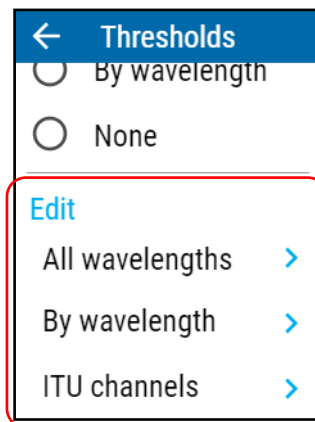 Thresholds
By wavelength
None
Edit
All wavelengths
By wavelength
ITU channels